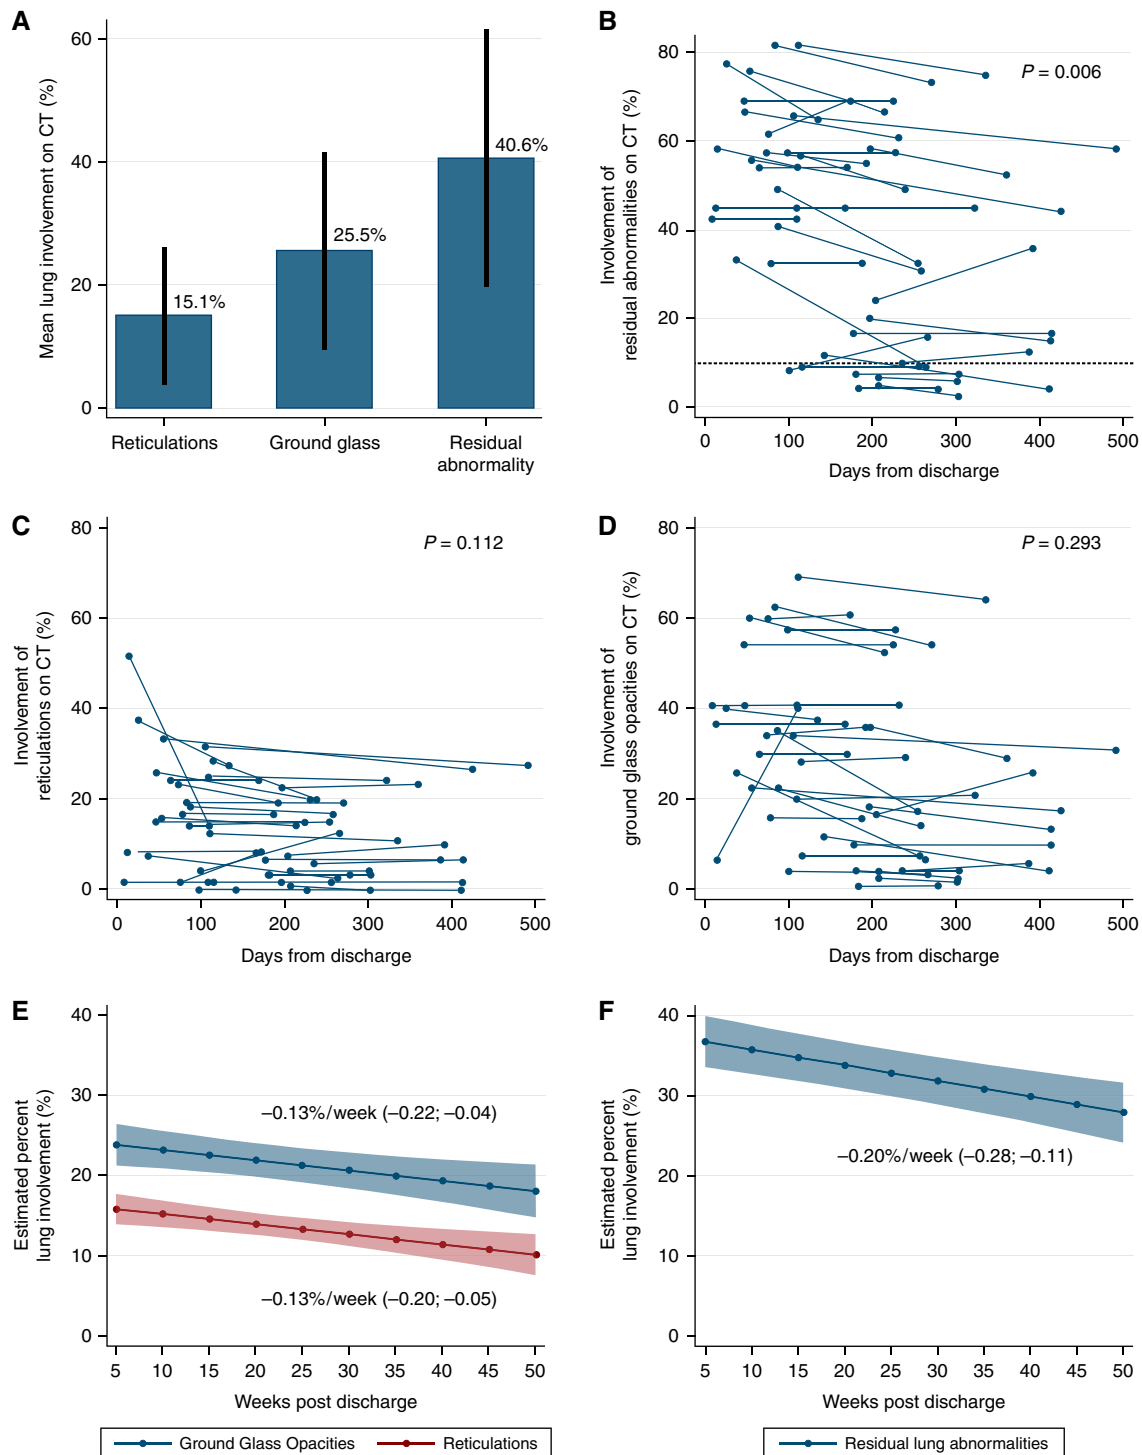 A
Mean lung involvement on CT (%)
60
40
20
0
15.1%
25.5%
40.6%
Reticulations
Ground glass
Residual
abnormality
B
Involvement of
residual abnormalities on CT (%)
80
60
40
20
0
P = 0.006
0 100 200 300 400 500
Days from discharge
C
Involvement of
reticulations on CT (%)
80
60
40
20
0
P = 0.112
0 100 200 300 400 500
Days from discharge
D
Involvement of
ground glass opacities on CT (%)
80
60
40
20
0
P = 0.293
0 100 200 300 400 500
Days from discharge
E
Estimated percent
lung involvement (%)
40
30
20
10
0
–0.13%/week (–0.22; –0.04)
–0.13%/week (–0.20; –0.05)
5 10 15 20 25 30 35 40 45 50
Weeks post discharge
Ground Glass Opacities Reticulations
F
Estimated percent
lung involvement (%)
40
30
20
10
0
–0.20%/week (–0.28; –0.11)
5 10 15 20 25 30 35 40 45 50
Weeks post discharge
Residual lung abnormalities